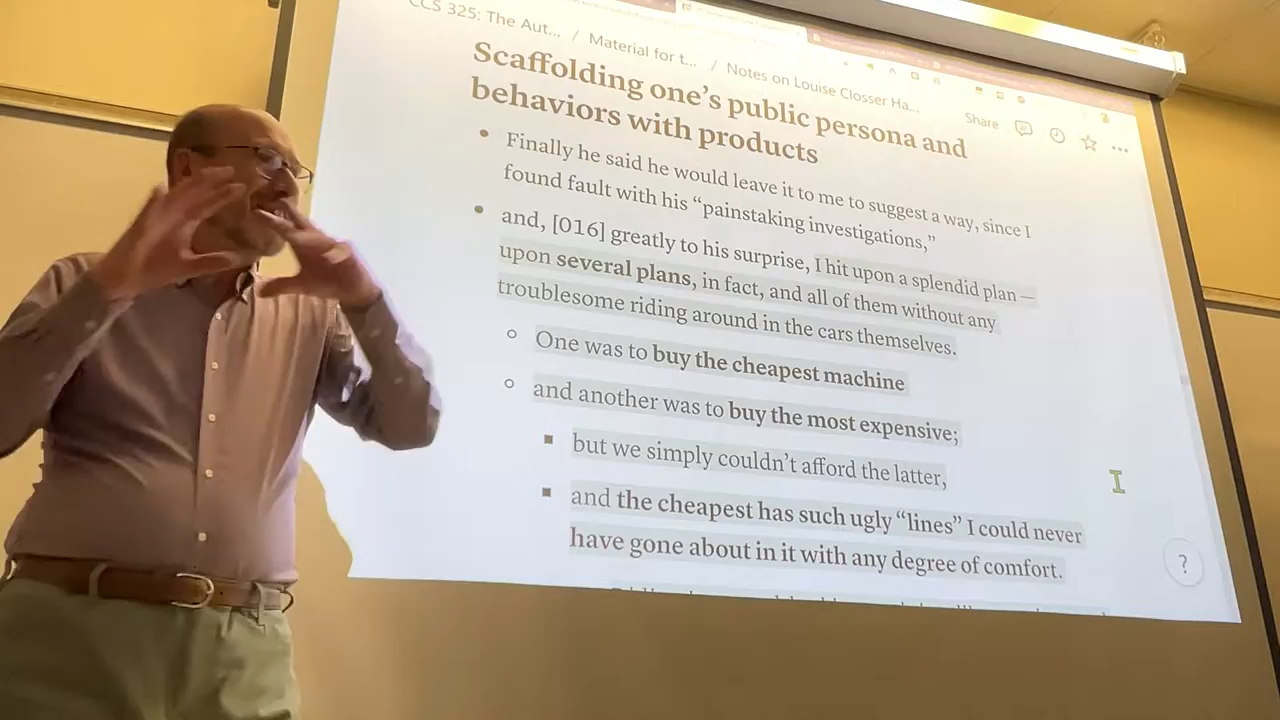 CCS 325: The Aut... / Material for t... / Notes on Louise Closser Ha...
Share
Scaffolding one's public persona and
behaviors with products
• Finally he said he would leave it to me to suggest a way, since I
found fault with his “painstaking investigations,”
• and, [016] greatly to his surprise, I hit upon a splendid plan —
upon several plans, in fact, and all of them without any
troublesome riding around in the cars themselves.
○ One was to buy the cheapest machine
○ and another was to buy the most expensive;
■ but we simply couldn't afford the latter,
■ and the cheapest has such ugly “lines” I could never
have gone about in it with any degree of comfort.
?